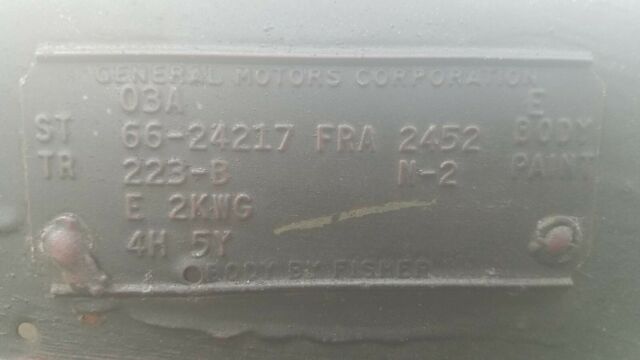 GENERAL MOTORS CORPORATION
03A E
ST 66-24217 FRA 2452 BODY
TR 223-B N-2 PAINT
E 2KWG
4H 5Y
BODY BY FISHER